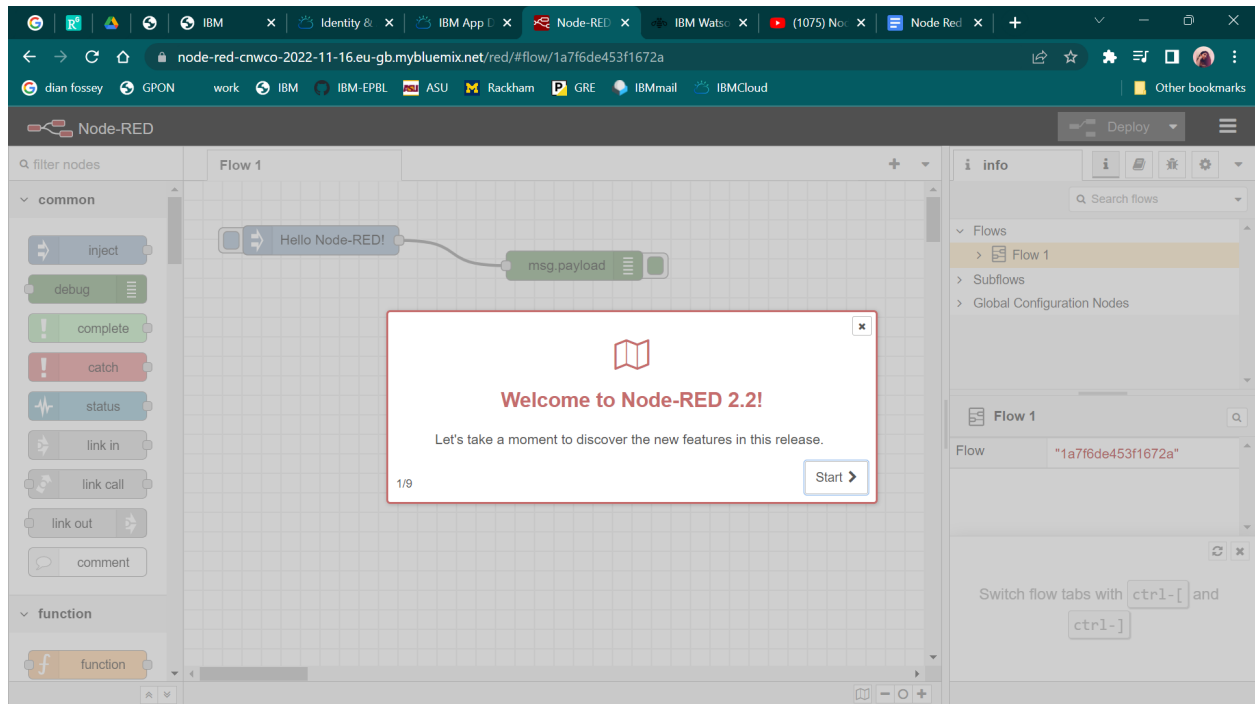 IBM
Identity &
IBM App D
Node-RED
IBM Watso
(1075) Noc
Node Red
node-red-cnwco-2022-11-16.eu-gb.mybluemix.net/red/#flow/1a7f6de453f1672a
dian fossey
GPON
work
IBM
IBM-EPBL
ASU
ASU
Rackham
GRE
IBMmail
IBMCloud
Other bookmarks
Node-RED
Deploy
filter nodes
Flow 1
i info
i
common
Search flows
inject
debug
complete
catch
status
link in
link call
link out
comment
function
f function
Hello Node-RED!
msg.payload
Welcome to Node-RED 2.2!
Let's take a moment to discover the new features in this release.
1/9
Start
Flows
Flow 1
Subflows
Global Configuration Nodes
Flow 1
Flow "1a7f6de453f1672a"
Switch flow tabs with ctrl-[ and
ctrl-]